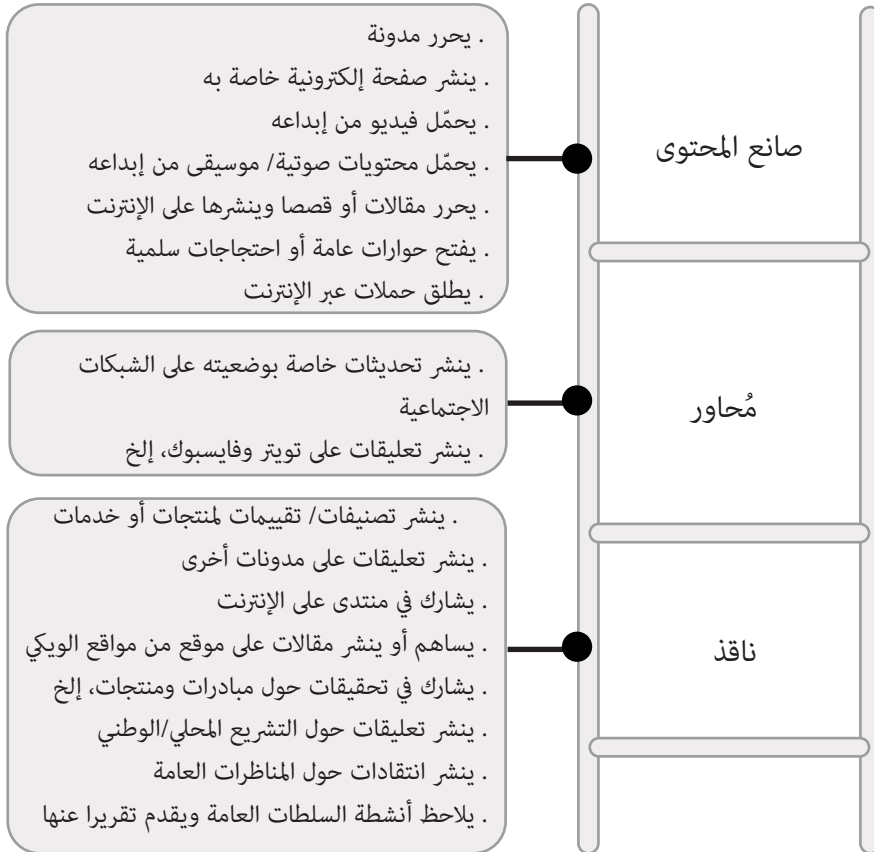 صانع المحتوى
. يحرر مدونة
. ينشر صفحة إلكترونية خاصة به
. يحمّل فيديو من إبداعه
. يحمّل محتويات صوتية/ موسيقى من إبداعه
. يحرر مقالات أو قصصا وينشرها على الإنترنت
. يفتح حوارات عامة أو احتجاجات سلمية
. يطلق حملات عبر الإنترنت
مُحاور
. ينشر تحديثات خاصة بوضعيته على الشبكات
الاجتماعية
. ينشر تعليقات على تويتر وفايسبوك، إلخ
ناقذ
. ينشر تصنيفات/ تقييمات لمنتجات أو خدمات
. ينشر تعليقات على مدونات أخرى
. يشارك في منتدى على الإنترنت
. يساهم أو ينشر مقالات على موقع من مواقع الويكي
. يشارك في تحقيقات حول مبادرات ومنتجات، إلخ
. ينشر تعليقات حول التشريع المحلي/الوطني
. ينشر انتقادات حول المناظرات العامة
. يلاحظ أنشطة السلطات العامة ويقدم تقريرا عنها